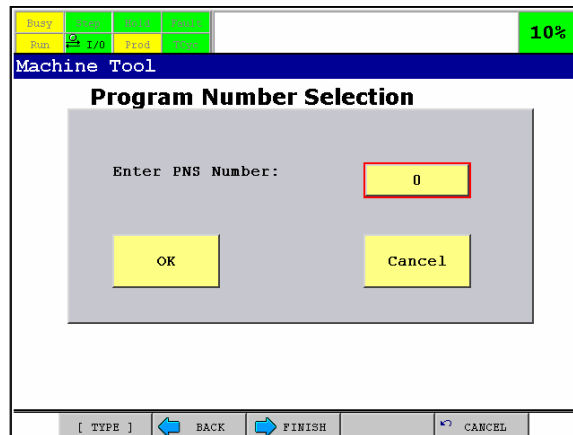 Busy Step Hold Fault
Run I/O Prod TCyc
10%
Machine Tool
Program Number Selection
Enter PNS Number:
0
OK Cancel
[ TYPE ] BACK FINISH CANCEL